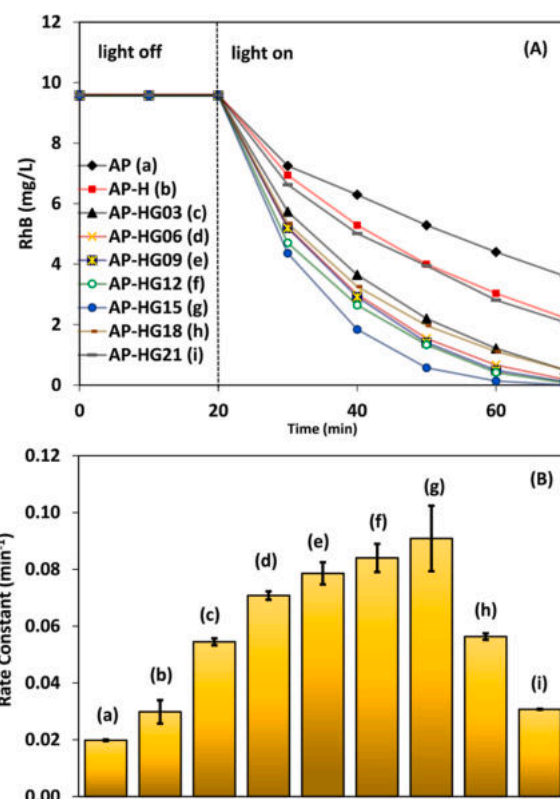 12
light off
light on
(A)
10
8
AP (a)
AP-H (b)
6
AP-HG03 (c)
AP-HG06 (d)
AP-HG09 (e)
4
AP-HG12 (f)
AP-HG15 (g)
2
AP-HG18 (h)
AP-HG21 (i)
0
RhB (mg/L)
0
20
40
60
Time (min)
0.12
(B)
(g)
0.10
(f)
(e)
(d)
0.08
(c)
0.06
(h)
0.04
(b)
(i)
(a)
0.02
0.00
Rate Constant (min⁻¹)